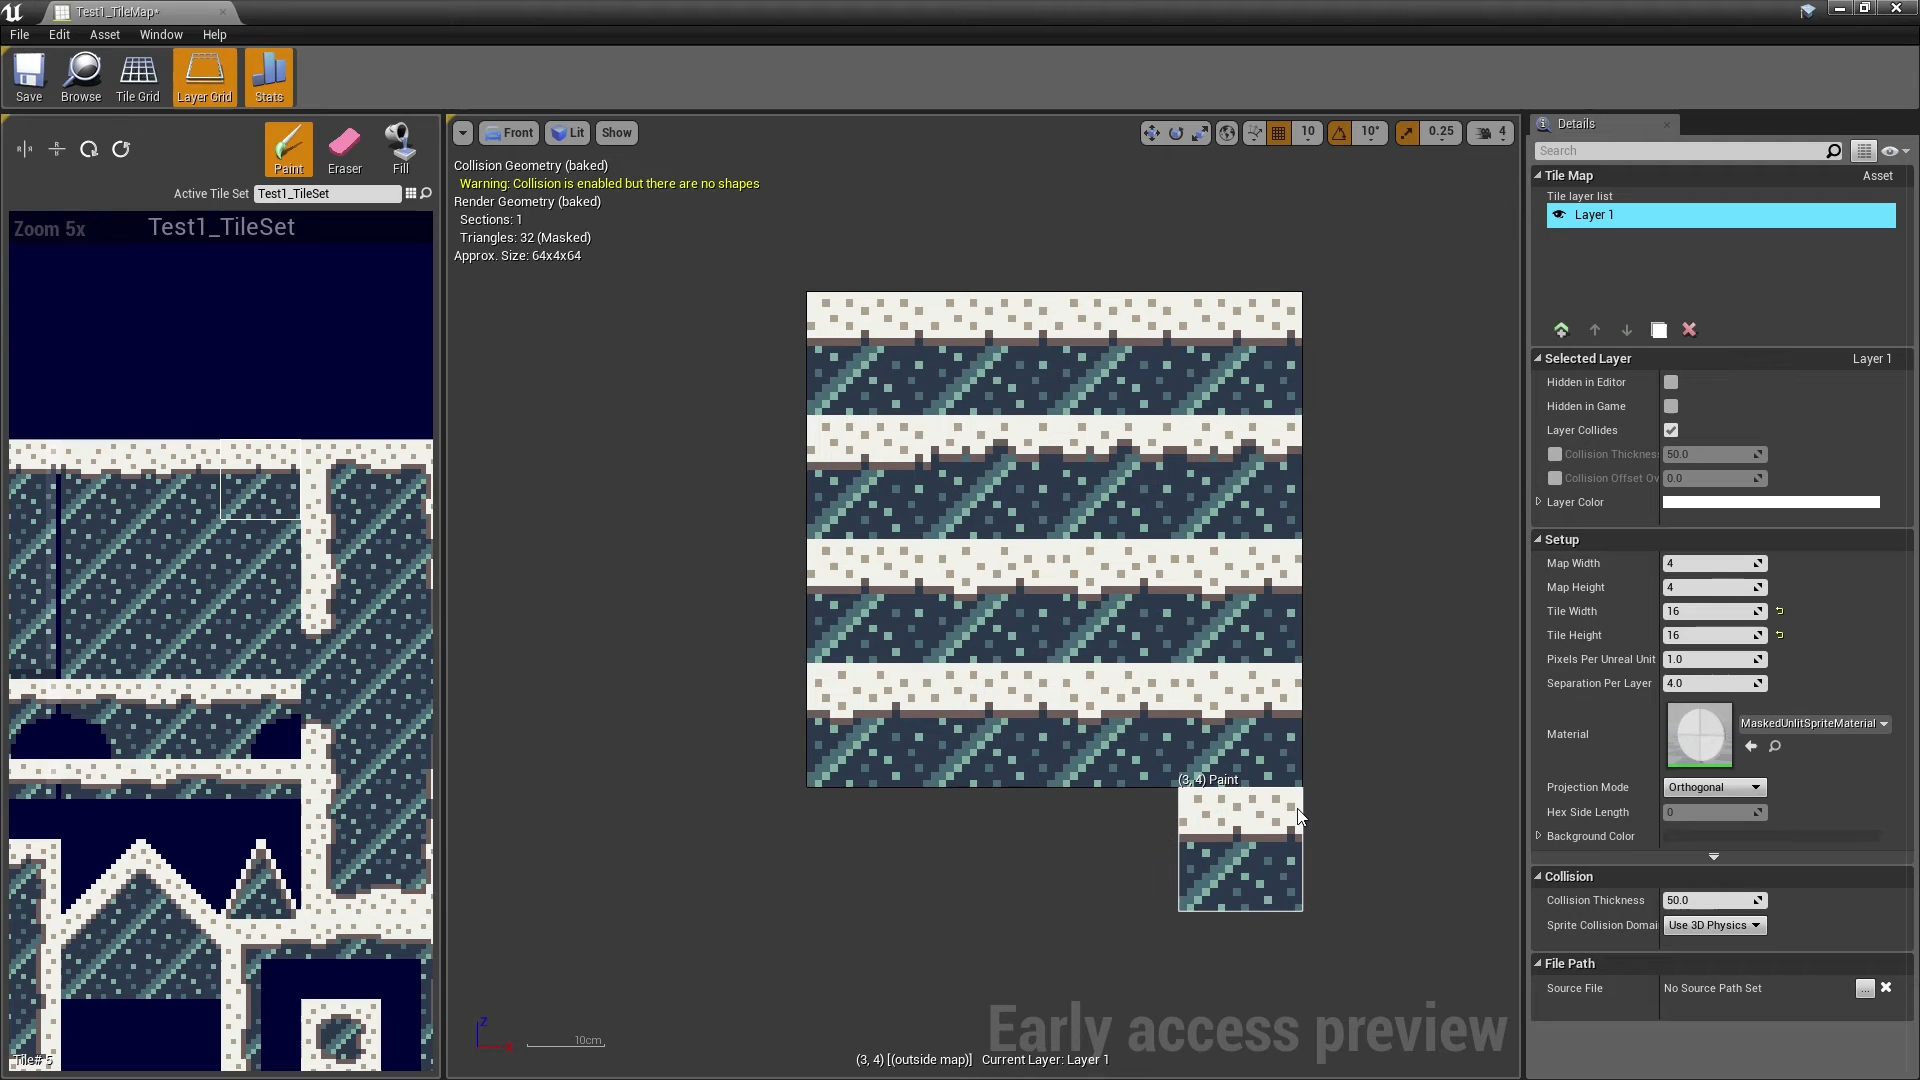 Test1_TileMap*
File Edit Asset Window Help
Save Browse Tile Grid Layer Grid Stats
Paint Eraser Fill
Active Tile Set Test1_TileSet
Zoom 5x Test1_TileSet
Tile# 5
Front Lit Show
10 10° 0.25 4
Collision Geometry (baked)
Warning: Collision is enabled but there are no shapes
Render Geometry (baked)
Sections: 1
Triangles: 32 (Masked)
Approx. Size: 64x4x64
(3, 4) Paint
Z
X
10cm
Early access preview
(3, 4) [(outside map)] Current Layer: Layer 1
Details
Search
Tile Map Asset
Tile layer list
Layer 1
Selected Layer Layer 1
Hidden in Editor
Hidden in Game
Layer Collides
Collision Thicknes 50.0
Collision Offset Ov 0.0
Layer Color
Setup
Map Width 4
Map Height 4
Tile Width 16
Tile Height 16
Pixels Per Unreal Unit 1.0
Separation Per Layer 4.0
Material MaskedUnlitSpriteMaterial
Projection Mode Orthogonal
Hex Side Length 0
Background Color
Collision
Collision Thickness 50.0
Sprite Collision Domai Use 3D Physics
File Path
Source File No Source Path Set ...